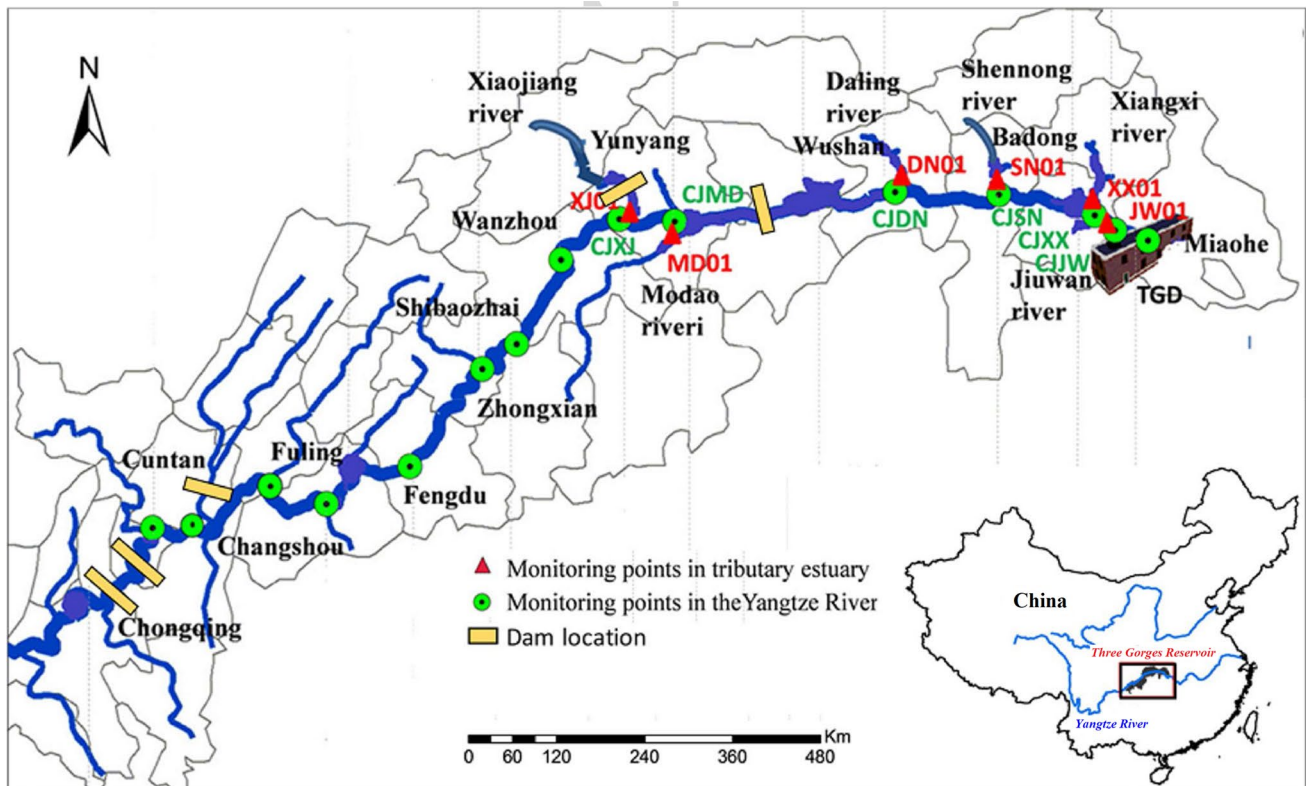 N
Xiaojiang
river
Yunyang
Daling
river
Shennong
river
Xiangxi
river
Wushan
Badong
DN01
SN01
XX01
JW01
XJ01
CJMD
Wanzhou
CJXJ
MD01
CJDN
CJSN
CJXX
CJJW
Miaohe
TGD
Jiuwan
river
Modao
riveri
Shibaozhai
Zhongxian
Cuntan
Fuling
Fengdu
Changshou
Chongqing
Monitoring points in tributary estuary
Monitoring points in theYangtze River
Dam location
Km
0 60 120 240 360 480
China
Three Gorges Reservoir
Yangtze River